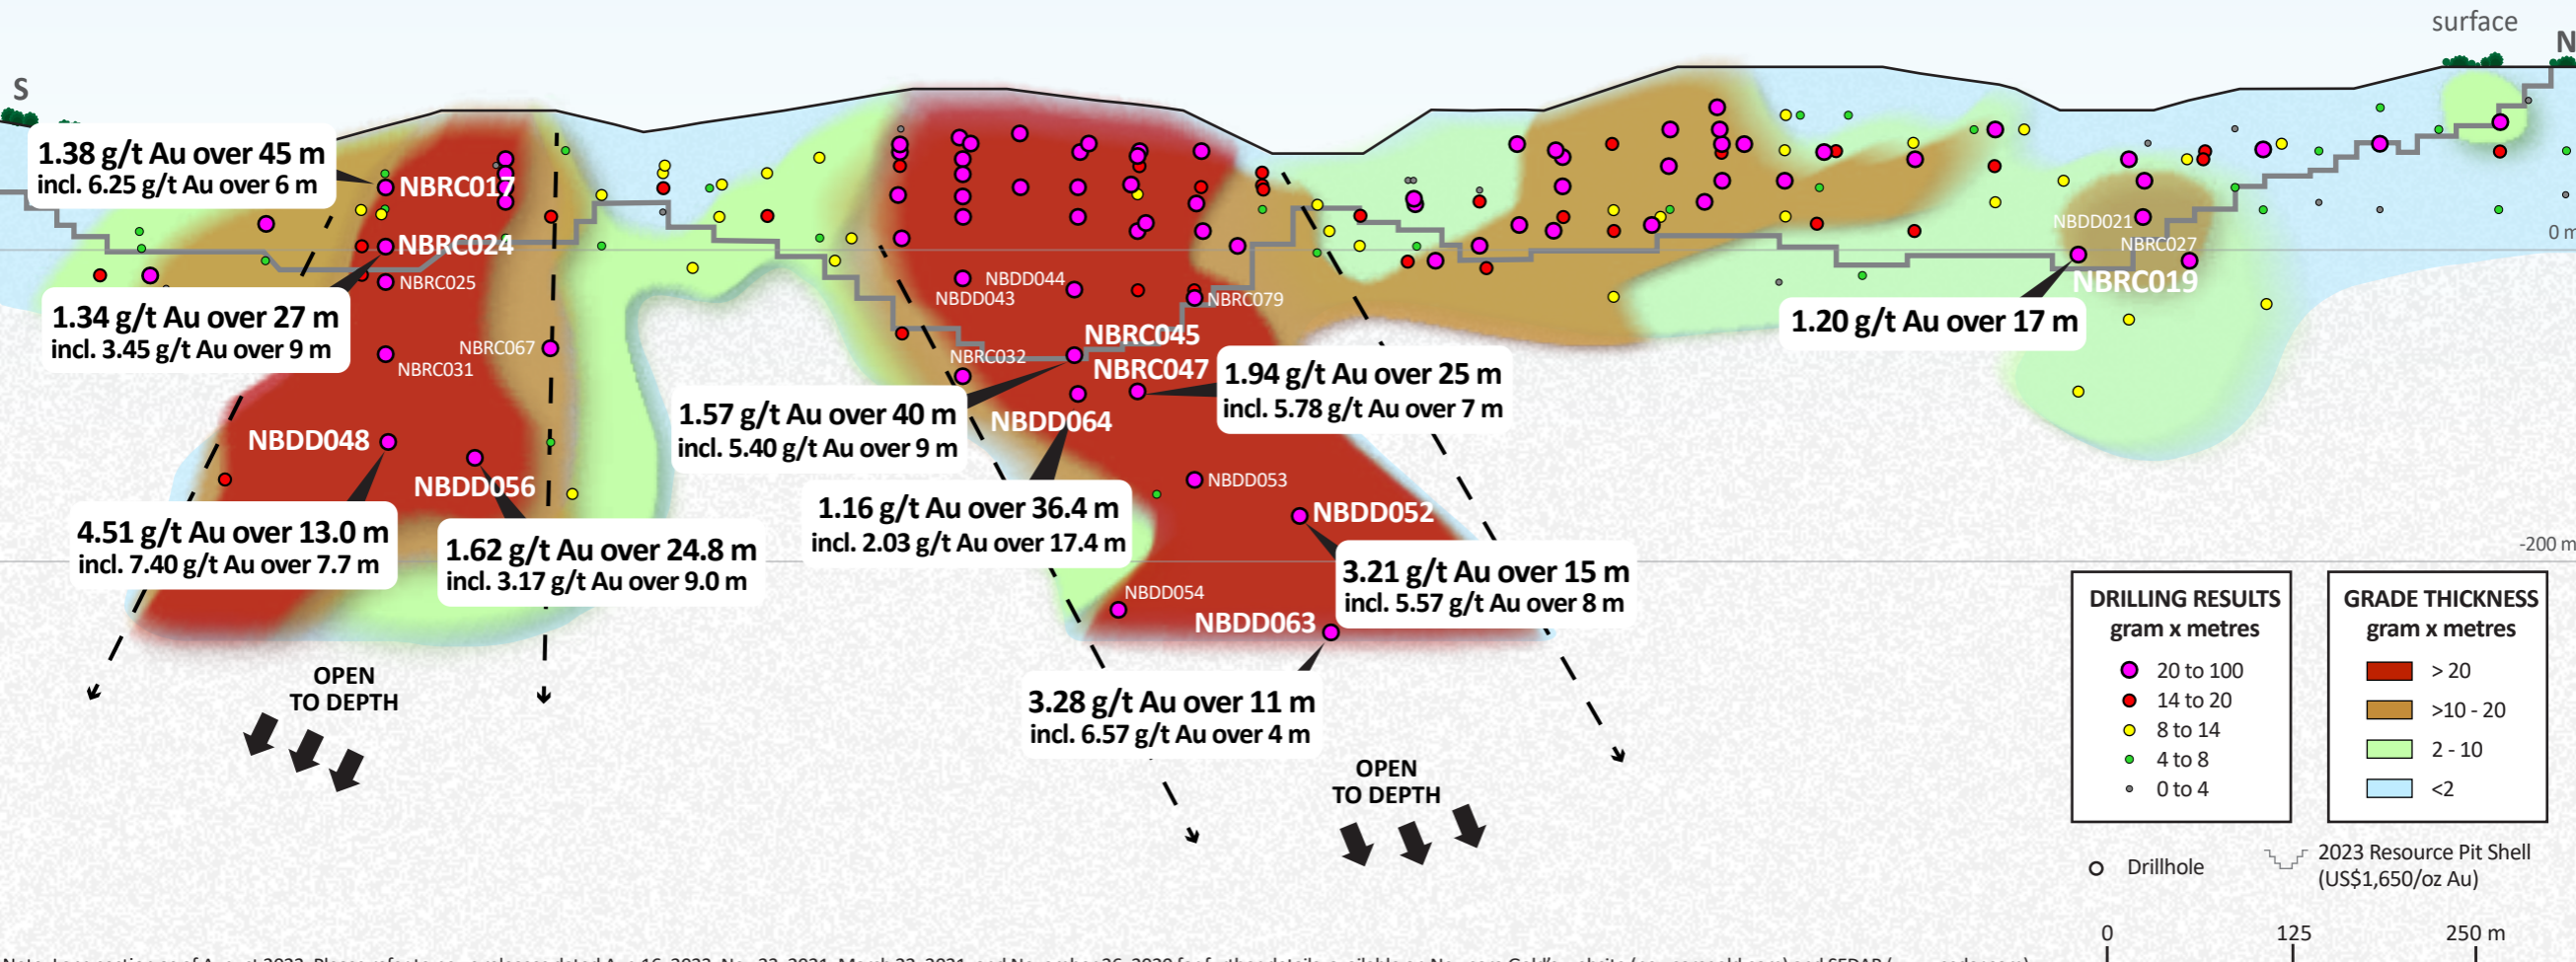 surface
S
N
1.38 g/t Au over 45 m
incl. 6.25 g/t Au over 6 m
NBRC017
NBRC024
NBRC025
1.34 g/t Au over 27 m
incl. 3.45 g/t Au over 9 m
NBRC031
NBRC067
NBDD048
NBDD056
4.51 g/t Au over 13.0 m
incl. 7.40 g/t Au over 7.7 m
1.62 g/t Au over 24.8 m
incl. 3.17 g/t Au over 9.0 m
OPEN
TO DEPTH
NBDD044
NBDD043
NBRC079
NBRC045
NBRC032
NBRC047
1.57 g/t Au over 40 m
incl. 5.40 g/t Au over 9 m
NBDD064
1.94 g/t Au over 25 m
incl. 5.78 g/t Au over 7 m
1.16 g/t Au over 36.4 m
incl. 2.03 g/t Au over 17.4 m
NBDD053
NBDD052
3.21 g/t Au over 15 m
incl. 5.57 g/t Au over 8 m
NBDD054
NBDD063
3.28 g/t Au over 11 m
incl. 6.57 g/t Au over 4 m
OPEN
TO DEPTH
NBDD021
NBRC027
NBRC019
1.20 g/t Au over 17 m
0 m
-200 m
DRILLING RESULTS
gram x metres
20 to 100
14 to 20
8 to 14
4 to 8
0 to 4
GRADE THICKNESS
gram x metres
> 20
>10 - 20
2 - 10
<2
Drillhole
2023 Resource Pit Shell
(US$1,650/oz Au)
0 125 250 m